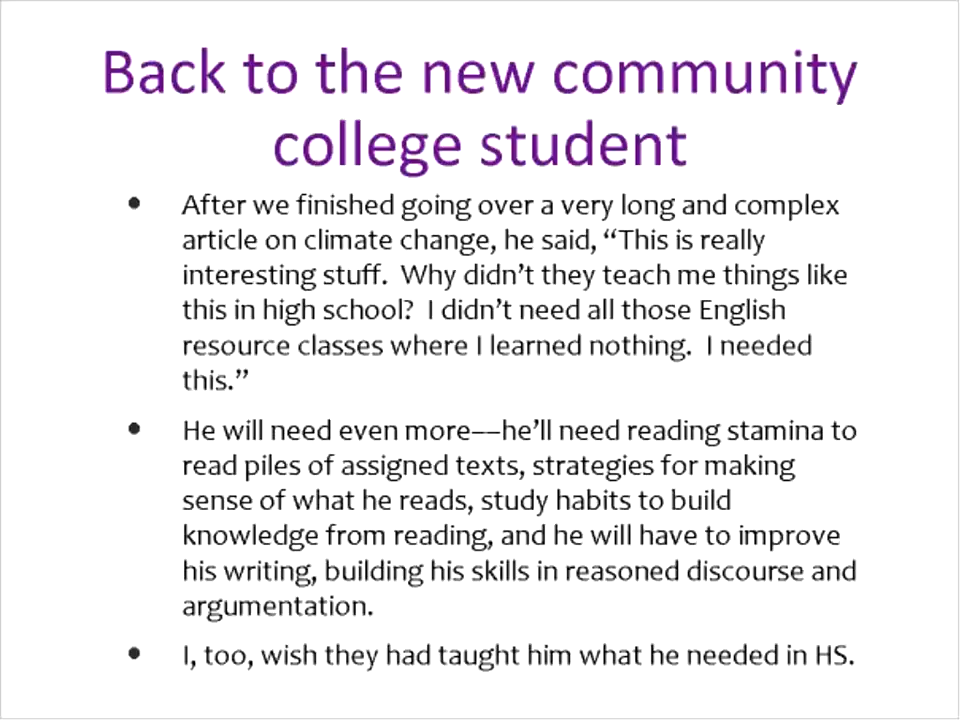 Back to the new community
college student
• After we finished going over a very long and complex
article on climate change, he said, “This is really
interesting stuff.  Why didn’t they teach me things like
this in high school?  I didn’t need all those English
resource classes where I learned nothing.  I needed
this.”
• He will need even more––he’ll need reading stamina to
read piles of assigned texts, strategies for making
sense of what he reads, study habits to build
knowledge from reading, and he will have to improve
his writing, building his skills in reasoned discourse and
argumentation.
• I, too, wish they had taught him what he needed in HS.